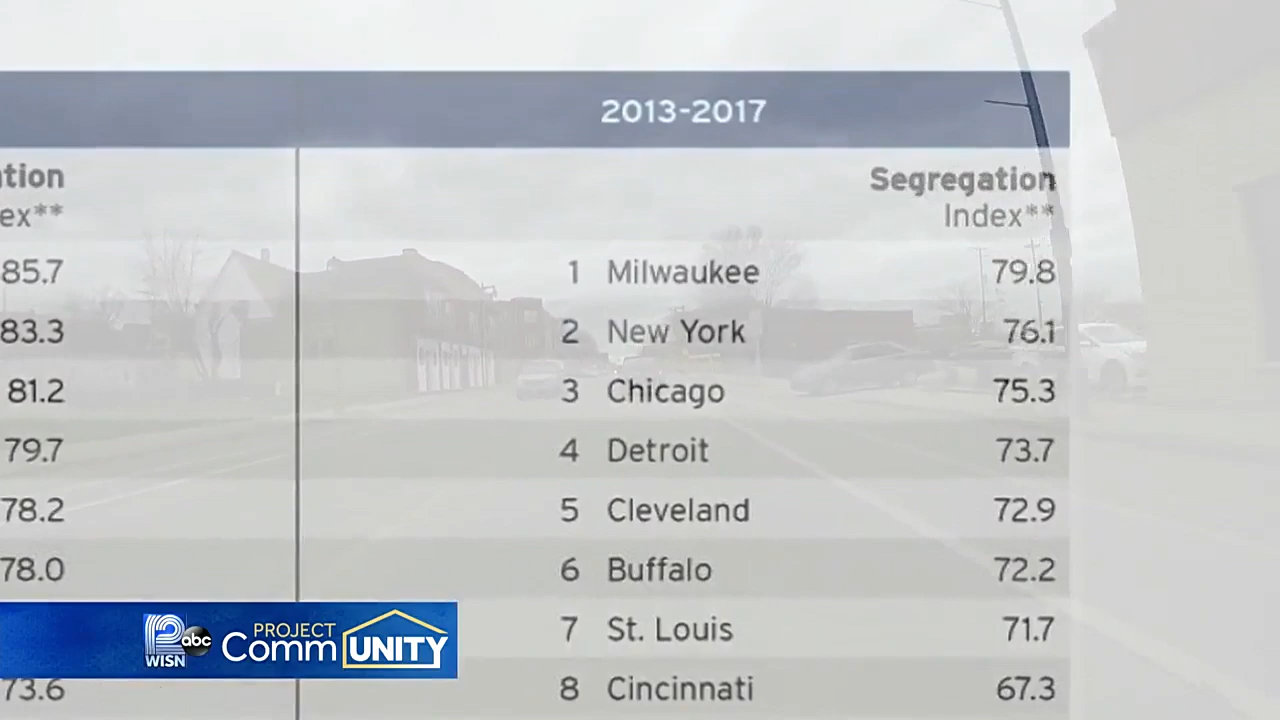 2013-2017
tion
ex**
Segregation
Index**
85.7
1 Milwaukee 79.8
83.3
2 New York 76.1
81.2
3 Chicago 75.3
79.7
4 Detroit 73.7
78.2
5 Cleveland 72.9
78.0
6 Buffalo 72.2
7 St. Louis 71.7
73.6
8 Cincinnati 67.3
12 abc
WISN
PROJECT
CommUNITY